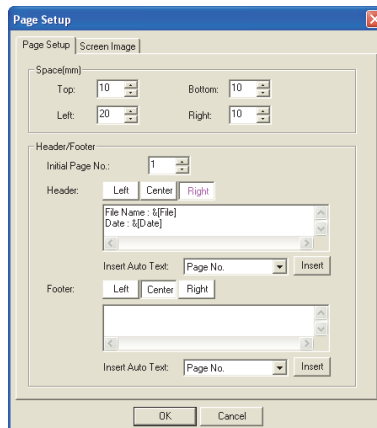 Page Setup
Page Setup Screen Image
Space(mm)
Top: 10 Bottom: 10
Left: 20 Right: 10
Header/Footer
Initial Page No.: 1
Header: Left Center Right
File Name : &[File]
Date : &[Date]
Insert Auto Text: Page No. Insert
Footer: Left Center Right
Insert Auto Text: Page No. Insert
OK Cancel